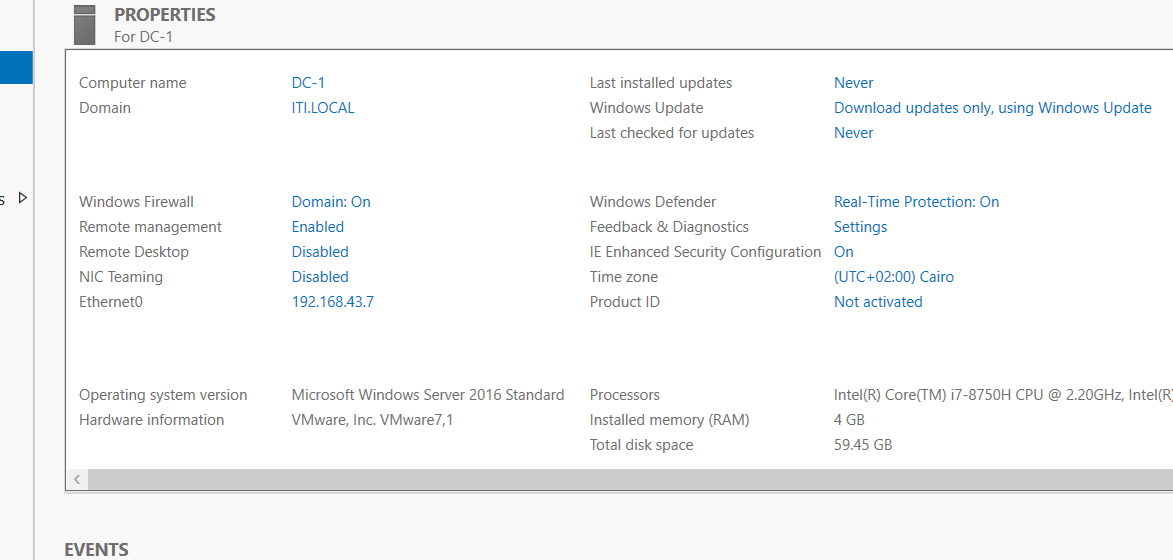 PROPERTIES
For DC-1
Computer name DC-1 Last installed updates Never
Domain ITI.LOCAL Windows Update Download updates only, using Windows Update
Last checked for updates Never
s
Windows Firewall Domain: On Windows Defender Real-Time Protection: On
Remote management Enabled Feedback & Diagnostics Settings
Remote Desktop Disabled IE Enhanced Security Configuration On
NIC Teaming Disabled Time zone (UTC+02:00) Cairo
Ethernet0 192.168.43.7 Product ID Not activated
Operating system version Microsoft Windows Server 2016 Standard Processors Intel(R) Core(TM) i7-8750H CPU @ 2.20GHz, Intel(R)
Hardware information VMware, Inc. VMware7,1 Installed memory (RAM) 4 GB
Total disk space 59.45 GB
EVENTS